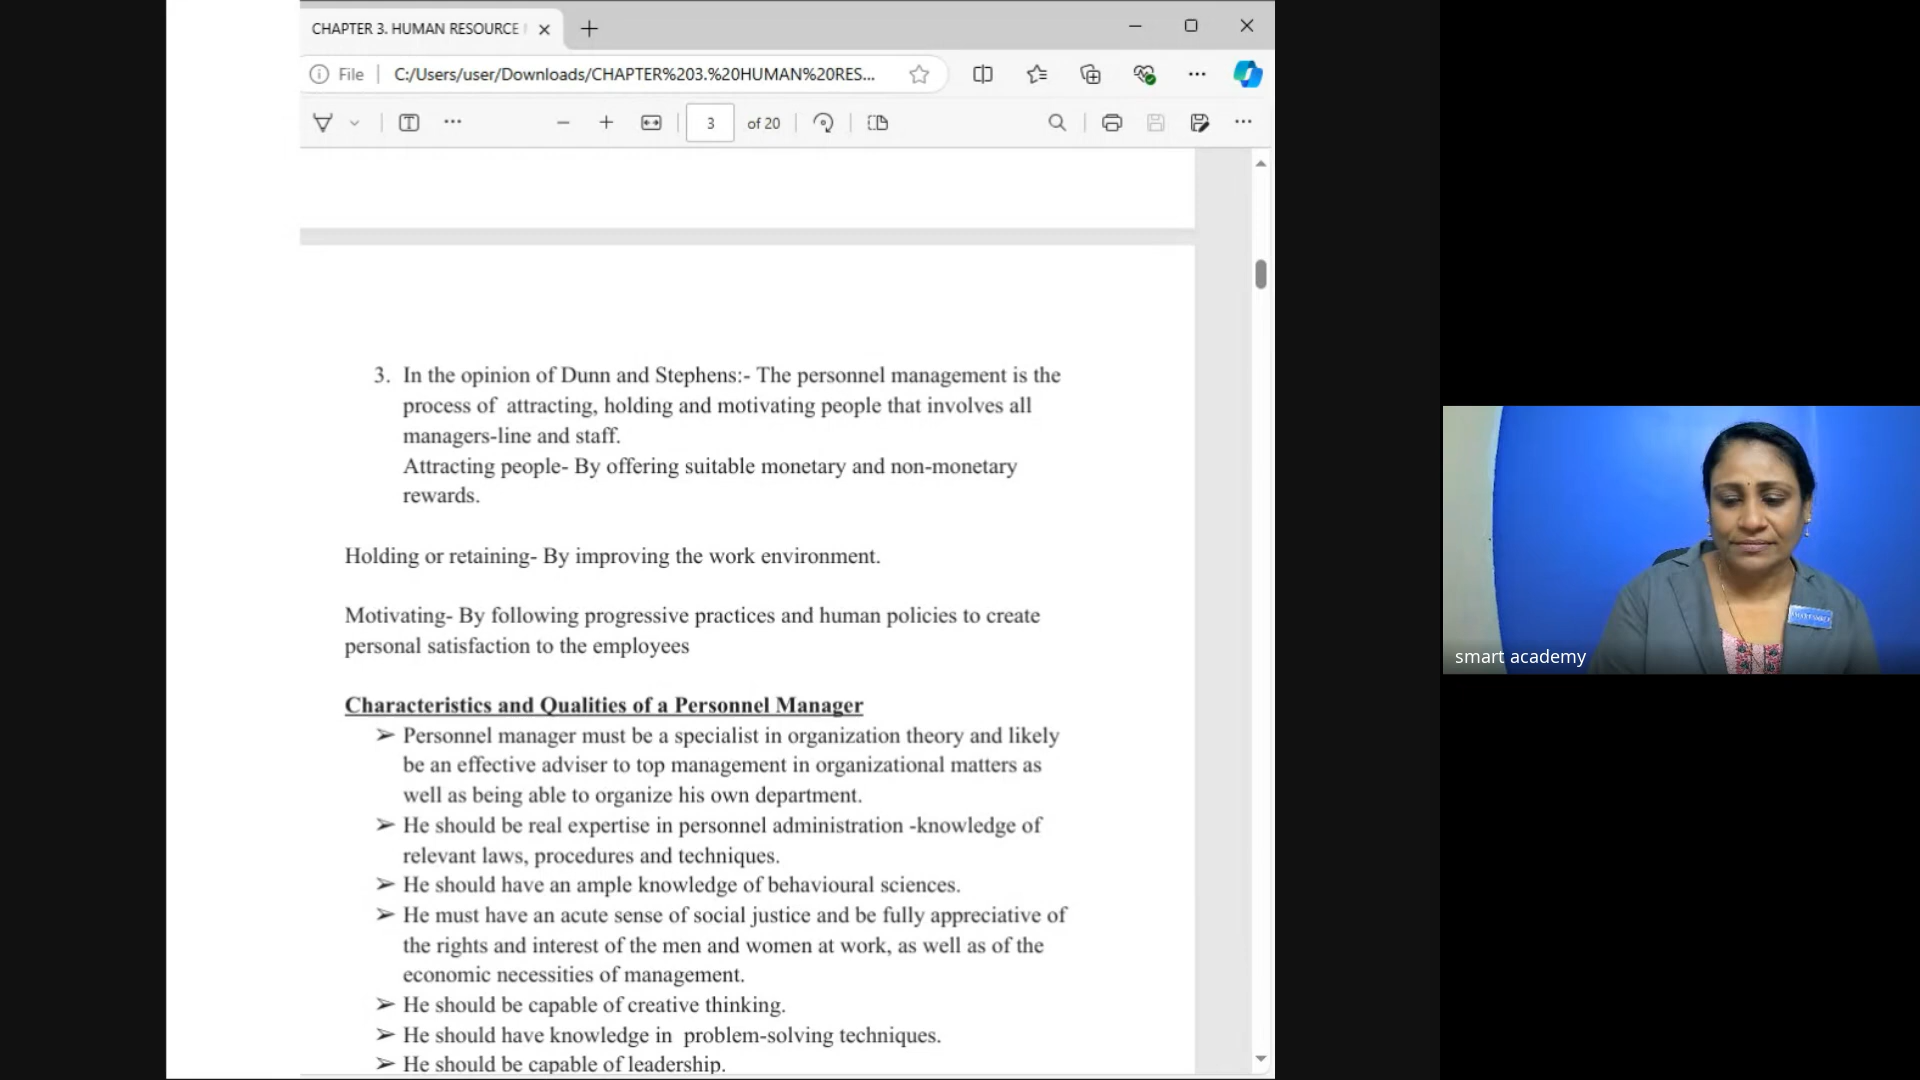 CHAPTER 3. HUMAN RESOURCE
File
C:/Users/user/Downloads/CHAPTER%203.%20HUMAN%20RES...
3 of 20
3. In the opinion of Dunn and Stephens:- The personnel management is the
process of attracting, holding and motivating people that involves all
managers-line and staff.
Attracting people- By offering suitable monetary and non-monetary
rewards.
Holding or retaining- By improving the work environment.
Motivating- By following progressive practices and human policies to create
personal satisfaction to the employees
Characteristics and Qualities of a Personnel Manager
➢ Personnel manager must be a specialist in organization theory and likely
be an effective adviser to top management in organizational matters as
well as being able to organize his own department.
➢ He should be real expertise in personnel administration -knowledge of
relevant laws, procedures and techniques.
➢ He should have an ample knowledge of behavioural sciences.
➢ He must have an acute sense of social justice and be fully appreciative of
the rights and interest of the men and women at work, as well as of the
economic necessities of management.
➢ He should be capable of creative thinking.
➢ He should have knowledge in problem-solving techniques.
➢ He should be capable of leadership.
smart academy